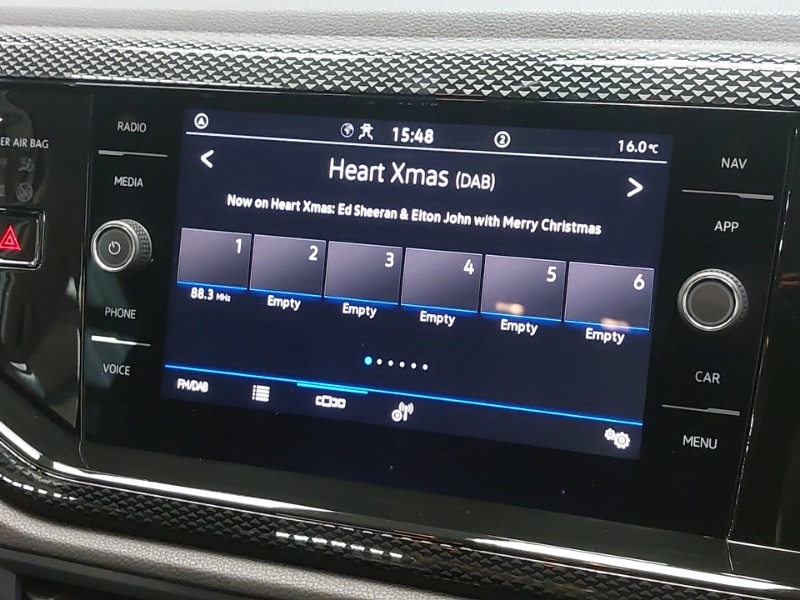 ER AIR BAG
RADIO
MEDIA
PHONE
VOICE
15:48
2
16.0°C
Heart Xmas (DAB)
Now on Heart Xmas: Ed Sheeran & Elton John with Merry Christmas
1 2 3 4 5 6
88.3 MHz Empty Empty Empty Empty Empty
FM/DAB
NAV
APP
CAR
MENU